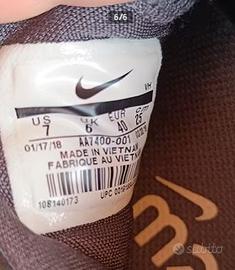 6/6
VN
US UK EUR
7 6 40 25
01/17/18 AA7400-001
MADE IN VIETNAM
FABRIQUE AU VIETNAM
UPC
108140173
subito